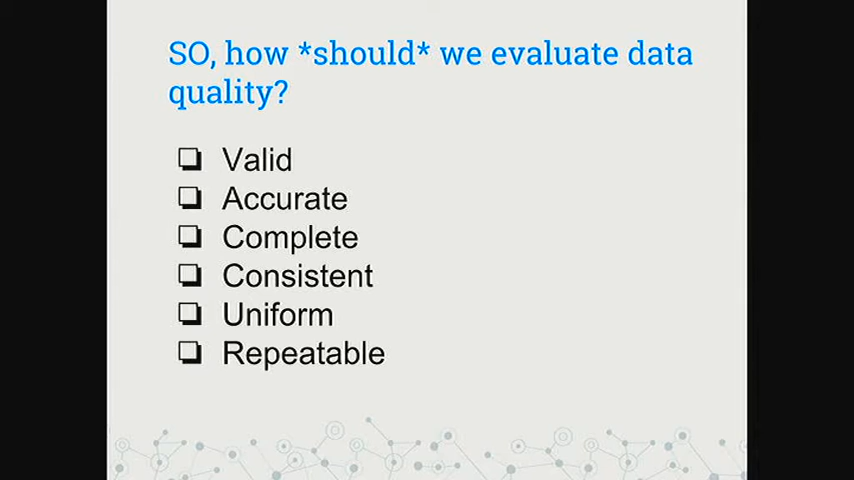 SO, how *should* we evaluate data
quality?
❏ Valid
❏ Accurate
❏ Complete
❏ Consistent
❏ Uniform
❏ Repeatable